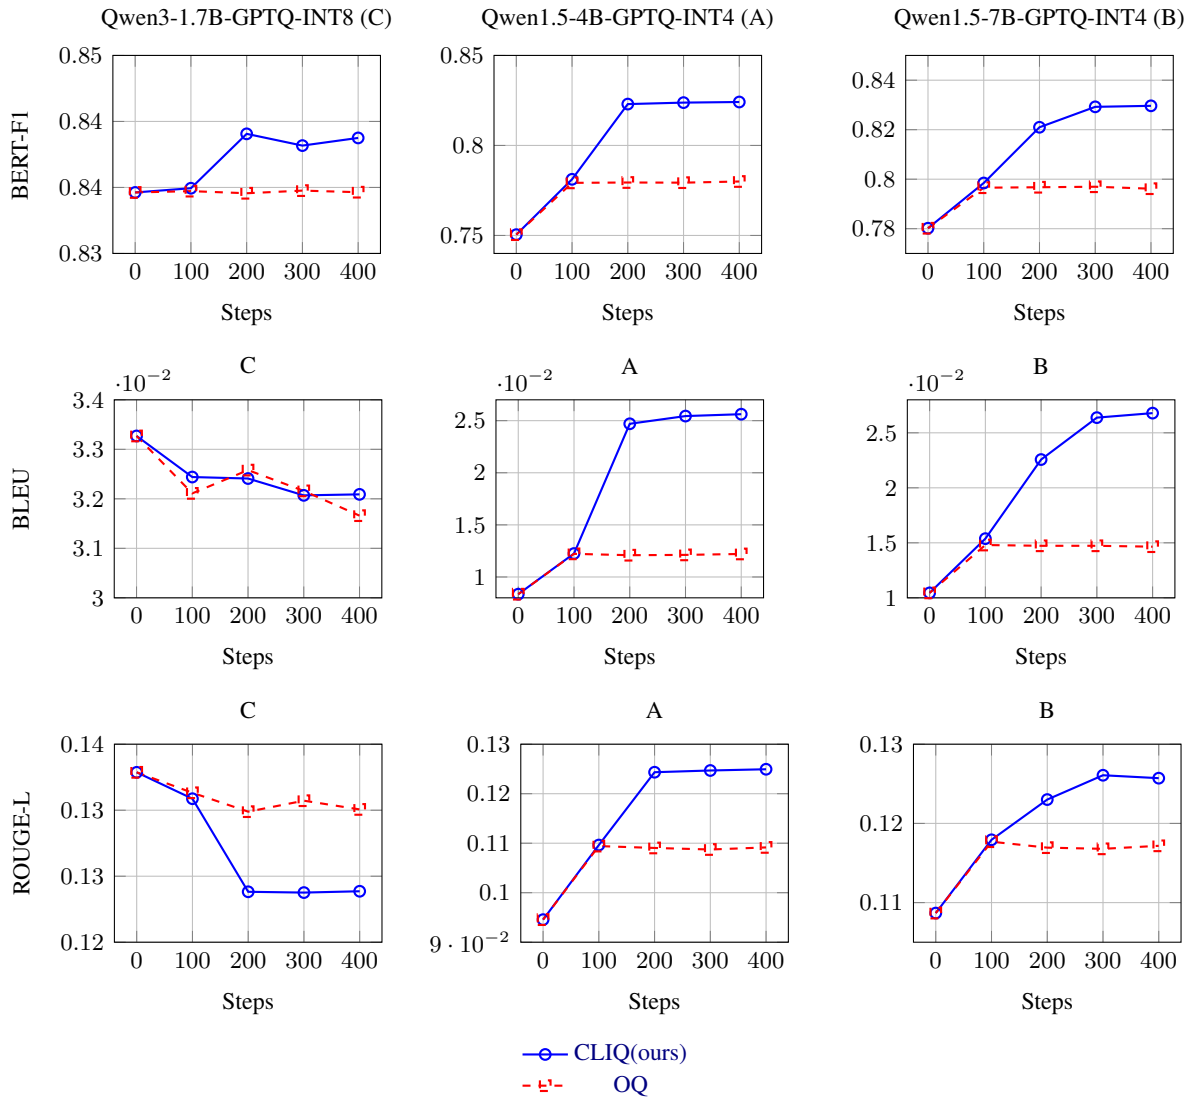 Qwen3-1.7B-GPTQ-INT8 (C)
Qwen1.5-4B-GPTQ-INT4 (A)
Qwen1.5-7B-GPTQ-INT4 (B)
BERT-F1
0.85
0.84
0.84
0.83
0 100 200 300 400
Steps
0.85
0.8
0.75
0 100 200 300 400
Steps
0.84
0.82
0.8
0.78
0 100 200 300 400
Steps
BLEU
C
·10⁻²
3.4
3.3
3.2
3.1
3
0 100 200 300 400
Steps
A
·10⁻²
2.5
2
1.5
1
0 100 200 300 400
Steps
B
·10⁻²
2.5
2
1.5
1
0 100 200 300 400
Steps
ROUGE-L
C
0.14
0.13
0.13
0.12
0 100 200 300 400
Steps
A
0.13
0.12
0.11
0.1
9 · 10⁻²
0 100 200 300 400
Steps
B
0.13
0.12
0.11
0 100 200 300 400
Steps
CLIQ(ours)
OQ